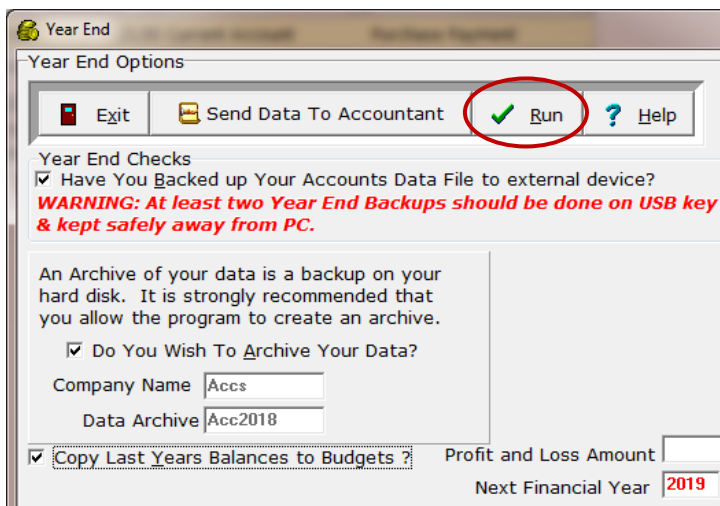 Year End
Year End Options
Exit Send Data To Accountant Run Help
Year End Checks
Have You Backed up Your Accounts Data File to external device?
WARNING: At least two Year End Backups should be done on USB key
& kept safely away from PC.
An Archive of your data is a backup on your
hard disk. It is strongly recommended that
you allow the program to create an archive.
Do You Wish To Archive Your Data?
Company Name Accs
Data Archive Acc2018
Copy Last Years Balances to Budgets ? Profit and Loss Amount
Next Financial Year 2019